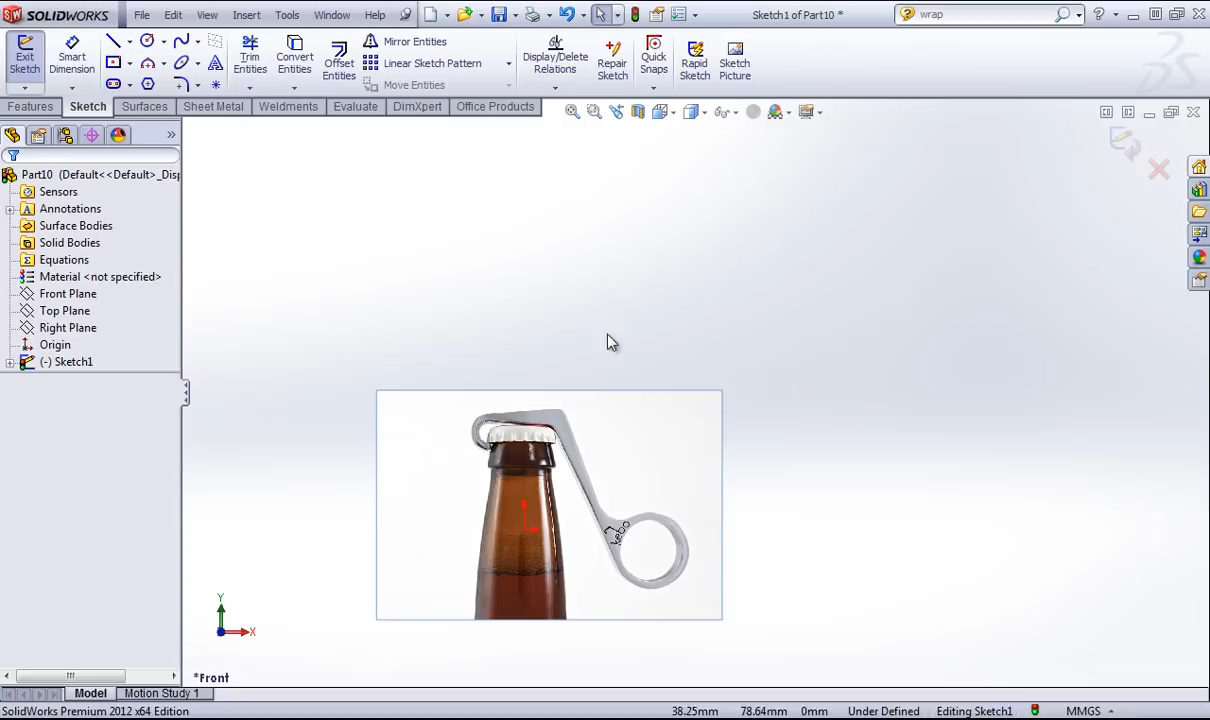 SOLIDWORKS File Edit View Insert Tools Window Help Sketch1 of Part10 * wrap
Exit Sketch Smart Dimension Trim Entities Convert Entities Offset Entities Mirror Entities Linear Sketch Pattern Move Entities Display/Delete Relations Repair Sketch Quick Snaps Rapid Sketch Sketch Picture
Features Sketch Surfaces Sheet Metal Weldments Evaluate DimXpert Office Products
Part10 (Default<<Default>_Disp
Sensors
Annotations
Surface Bodies
Solid Bodies
Equations
Material <not specified>
Front Plane
Top Plane
Right Plane
Origin
(-) Sketch1
kebo
Y
X
*Front
Model Motion Study 1
SolidWorks Premium 2012 x64 Edition 38.25mm 78.64mm 0mm Under Defined Editing Sketch1 MMGS